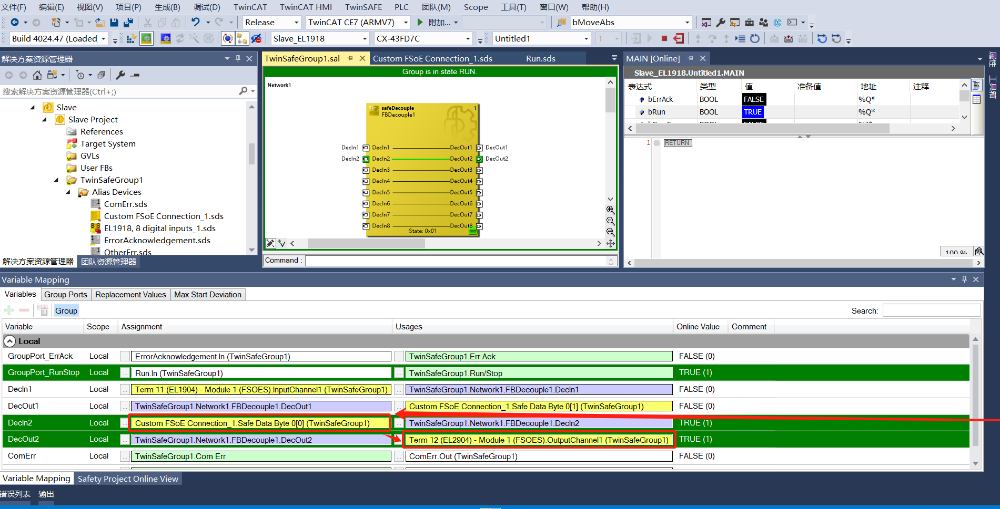 文件(F) 编辑(E) 视图(V) 项目(P) 生成(B) 调试(D) TwinCAT TwinCAT HMI TwinSAFE PLC 团队(M) Scope 工具(T) 窗口(W) 帮助(H)
Release TwinCAT CE7 (ARMV7) 附加... bMoveAbs
Build 4024.47 (Loaded Slave_EL1918 CX-43FD7C Untitled1 1
解决方案资源管理器
搜索解决方案资源管理器(Ctrl+;)
Slave
Slave Project
References
Target System
GVLs
User FBs
TwinSafeGroup1
Alias Devices
ComErr.sds
Custom FSoE Connection_1.sds
EL1918, 8 digital inputs_1.sds
ErrorAcknowledgement.sds
OtherErr.sds
解决方案资源管理器 团队资源管理器
TwinSafeGroup1.sal Custom FSoE Connection_1.sds Run.sds
Group is in state RUN.
Network1
safeDecouple 1
FBDecouple1
DecIn1 DecIn1 DecOut1 DecOut1
DecIn2 DecIn2 DecOut2 DecOut2
DecIn3 DecOut3
DecIn4 DecOut4
DecIn5 DecOut5
DecIn6 DecOut6
DecIn7 DecOut7
DecIn8 DecOut8
State: 0x01
Command :
MAIN [Online]
Slave_EL1918.Untitled1.MAIN
表达式 类型 值 准备值 地址 注释
bErrAck BOOL FALSE %Q*
bRun BOOL TRUE %Q*
1 RETURN
100 %
属性
工具箱
Variable Mapping
Variables Group Ports Replacement Values Max Start Deviation
Group Search:
Variable Scope Assignment Usages Online Value Comment
Local
GroupPort_ErrAck Local ... ErrorAcknowledgement.In (TwinSafeGroup1) ... TwinSafeGroup1.Err Ack FALSE (0)
GroupPort_RunStop Local ... Run.In (TwinSafeGroup1) ... TwinSafeGroup1.Run/Stop TRUE (1)
DecIn1 Local ... Term 11 (EL1904) - Module 1 (FSOES).InputChannel1 (TwinSafeGroup1) ... TwinSafeGroup1.Network1.FBDecouple1.DecIn1 FALSE (0)
DecOut1 Local ... TwinSafeGroup1.Network1.FBDecouple1.DecOut1 ... Custom FSoE Connection_1.Safe Data Byte 0[1] (TwinSafeGroup1) FALSE (0)
DecIn2 Local ... Custom FSoE Connection_1.Safe Data Byte 0[0] (TwinSafeGroup1) ... TwinSafeGroup1.Network1.FBDecouple1.DecIn2 TRUE (1)
DecOut2 Local ... TwinSafeGroup1.Network1.FBDecouple1.DecOut2 Term 12 (EL2904) - Module 1 (FSOES).OutputChannel1 (TwinSafeGroup1) TRUE (1)
ComErr Local ... TwinSafeGroup1.Com Err ... ComErr.Out (TwinSafeGroup1) FALSE (0)
Variable Mapping Safety Project Online View
错误列表 输出